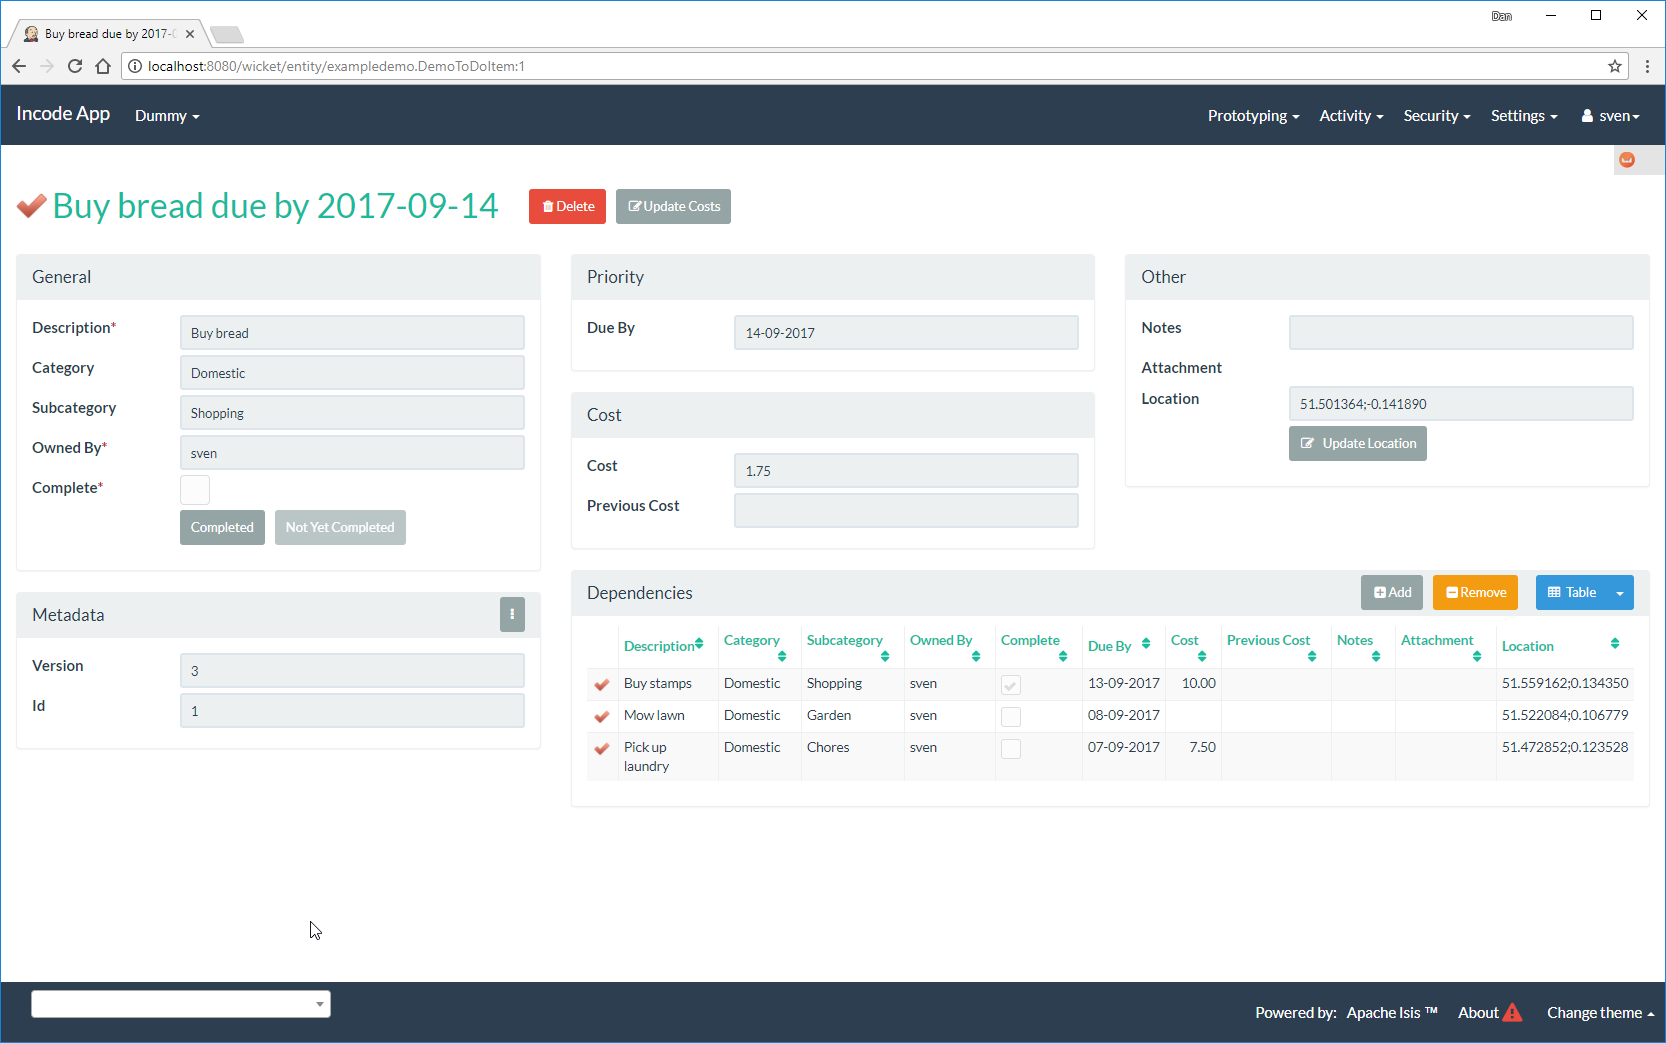 Dan
Buy bread due by 2017-
localhost:8080/wicket/entity/exampledemo.DemoToDoItem:1
Incode App Dummy Prototyping Activity Security Settings sven
Buy bread due by 2017-09-14 Delete Update Costs
General
Description* Buy bread
Category Domestic
Subcategory Shopping
Owned By* sven
Complete*
Completed Not Yet Completed
Metadata
Version 3
Id 1
Priority
Due By 14-09-2017
Cost
Cost 1.75
Previous Cost
Other
Notes
Attachment
Location 51.501364;-0.141890
Update Location
Dependencies Add Remove Table
Description Category Subcategory Owned By Complete Due By Cost Previous Cost Notes Attachment Location
Buy stamps Domestic Shopping sven 13-09-2017 10.00 51.559162;0.134350
Mow lawn Domestic Garden sven 08-09-2017 51.522084;0.106779
Pick up Domestic Chores sven 07-09-2017 7.50 51.472852;0.123528
laundry
Powered by: Apache Isis ™ About Change theme